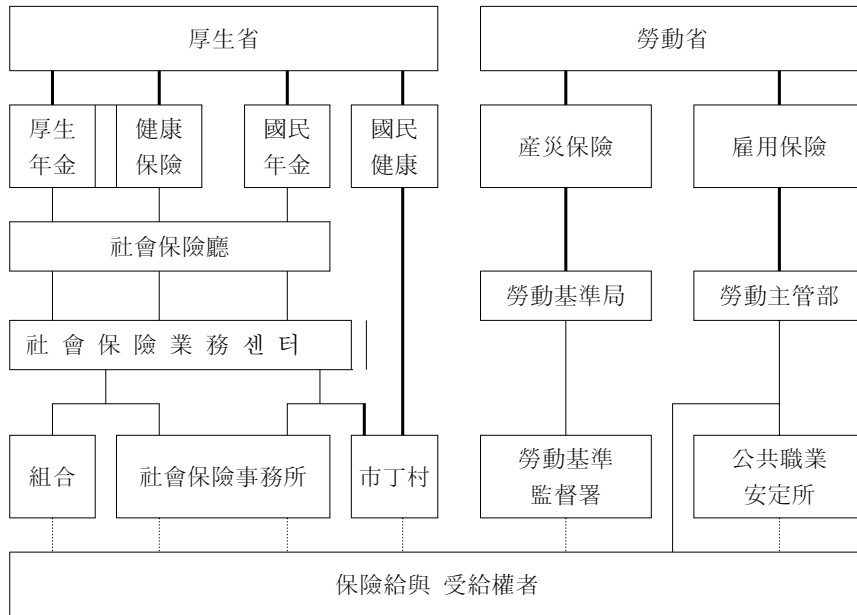 厚生省
勞動省
厚生
年金
健康
保險
國民
年金
國民
健康
産災保險
雇用保險
社會保險廳
勞動基準局
勞動主管部
社會保險業務센터
組合
社會保險事務所
市丁村
勞動基準
監督署
公共職業
安定所
保險給與 受給權者